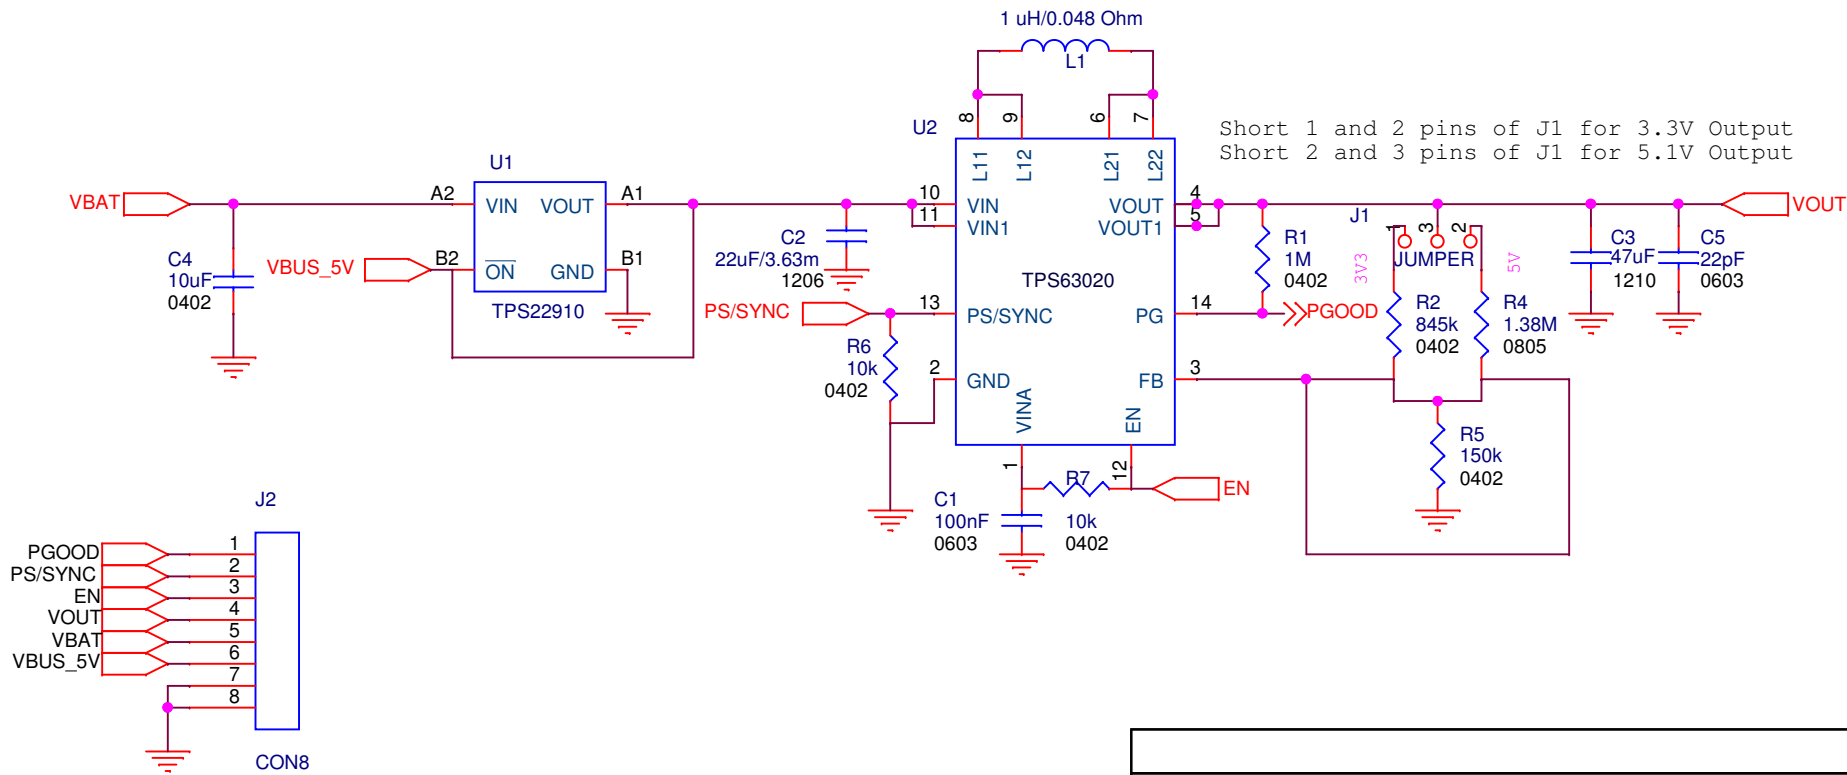 1 uH/0.048 Ohm
L1
8
9
6
7
U2
L11
L12
L21
L22
Short 1 and 2 pins of J1 for 3.3V Output
Short 2 and 3 pins of J1 for 5.1V Output
U1
VBAT
A2
VIN
VOUT
A1
B2
ON
GND
B1
TPS22910
VBUS_5V
C4
10uF
0402
C2
22uF/3.63m
1206
10
VIN
11
VIN1
4
VOUT
5
VOUT1
TPS63020
PS/SYNC
13
PS/SYNC
PG
14
PGOOD
R6
10k
0402
2
GND
FB
3
VINA
EN
1
12
R7
10k
0402
EN
C1
100nF
0603
R1
1M
0402
J1
1
3
2
JUMPER
3V3
5V
R2
845k
0402
R4
1.38M
0805
R5
150k
0402
C3
47uF
1210
C5
22pF
0603
VOUT
J2
PGOOD
1
PS/SYNC
2
EN
3
VOUT
4
VBAT
5
VBUS_5V
6
7
8
CON8